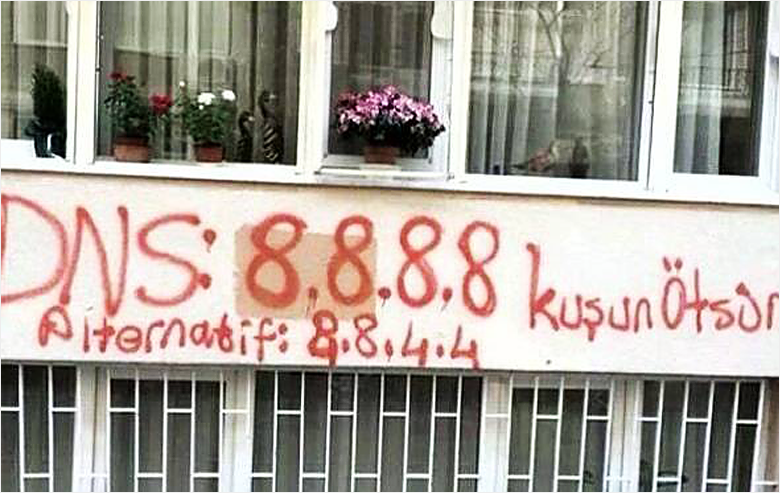 DNS: 8.8.8.8 kuşun Ötsün
Alternatif: 8.8.4.4